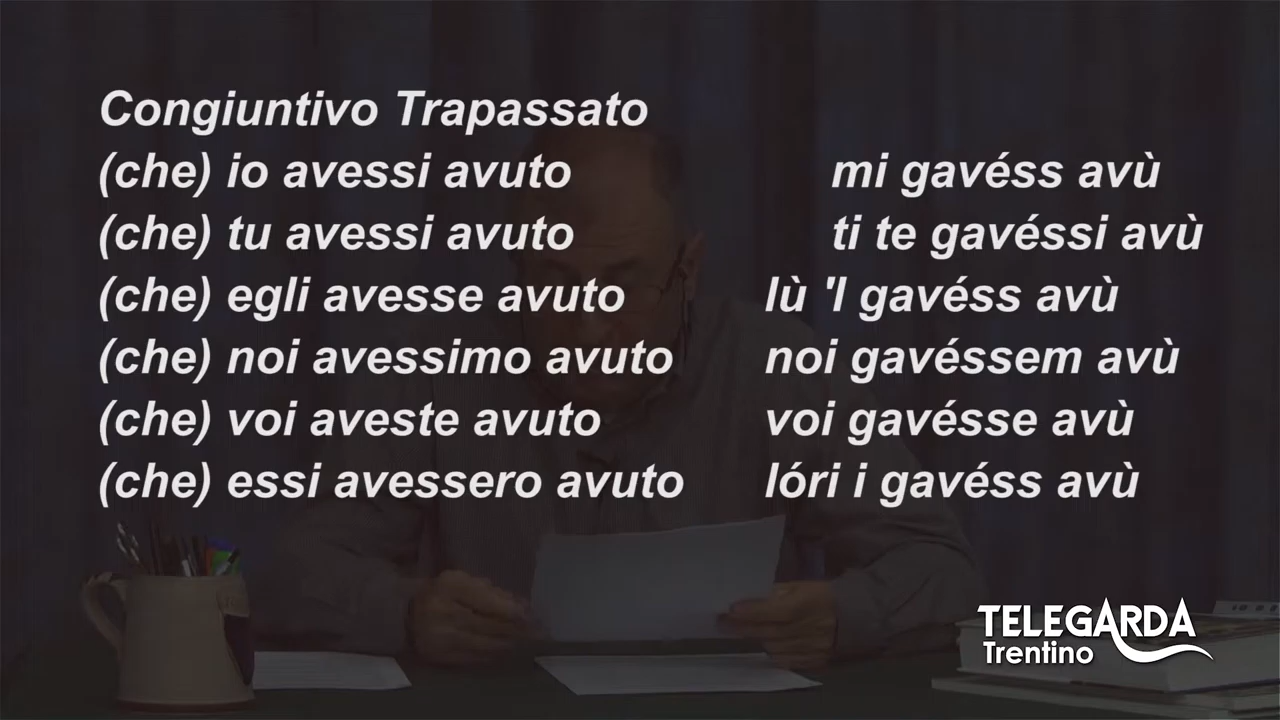 Congiuntivo Trapassato
(che) io avessi avuto mi gavéss avù
(che) tu avessi avuto ti te gavéssi avù
(che) egli avesse avuto lù 'l gavéss avù
(che) noi avessimo avuto noi gavéssem avù
(che) voi aveste avuto voi gavésse avù
(che) essi avessero avuto lóri i gavéss avù
TELEGARDA
Trentino